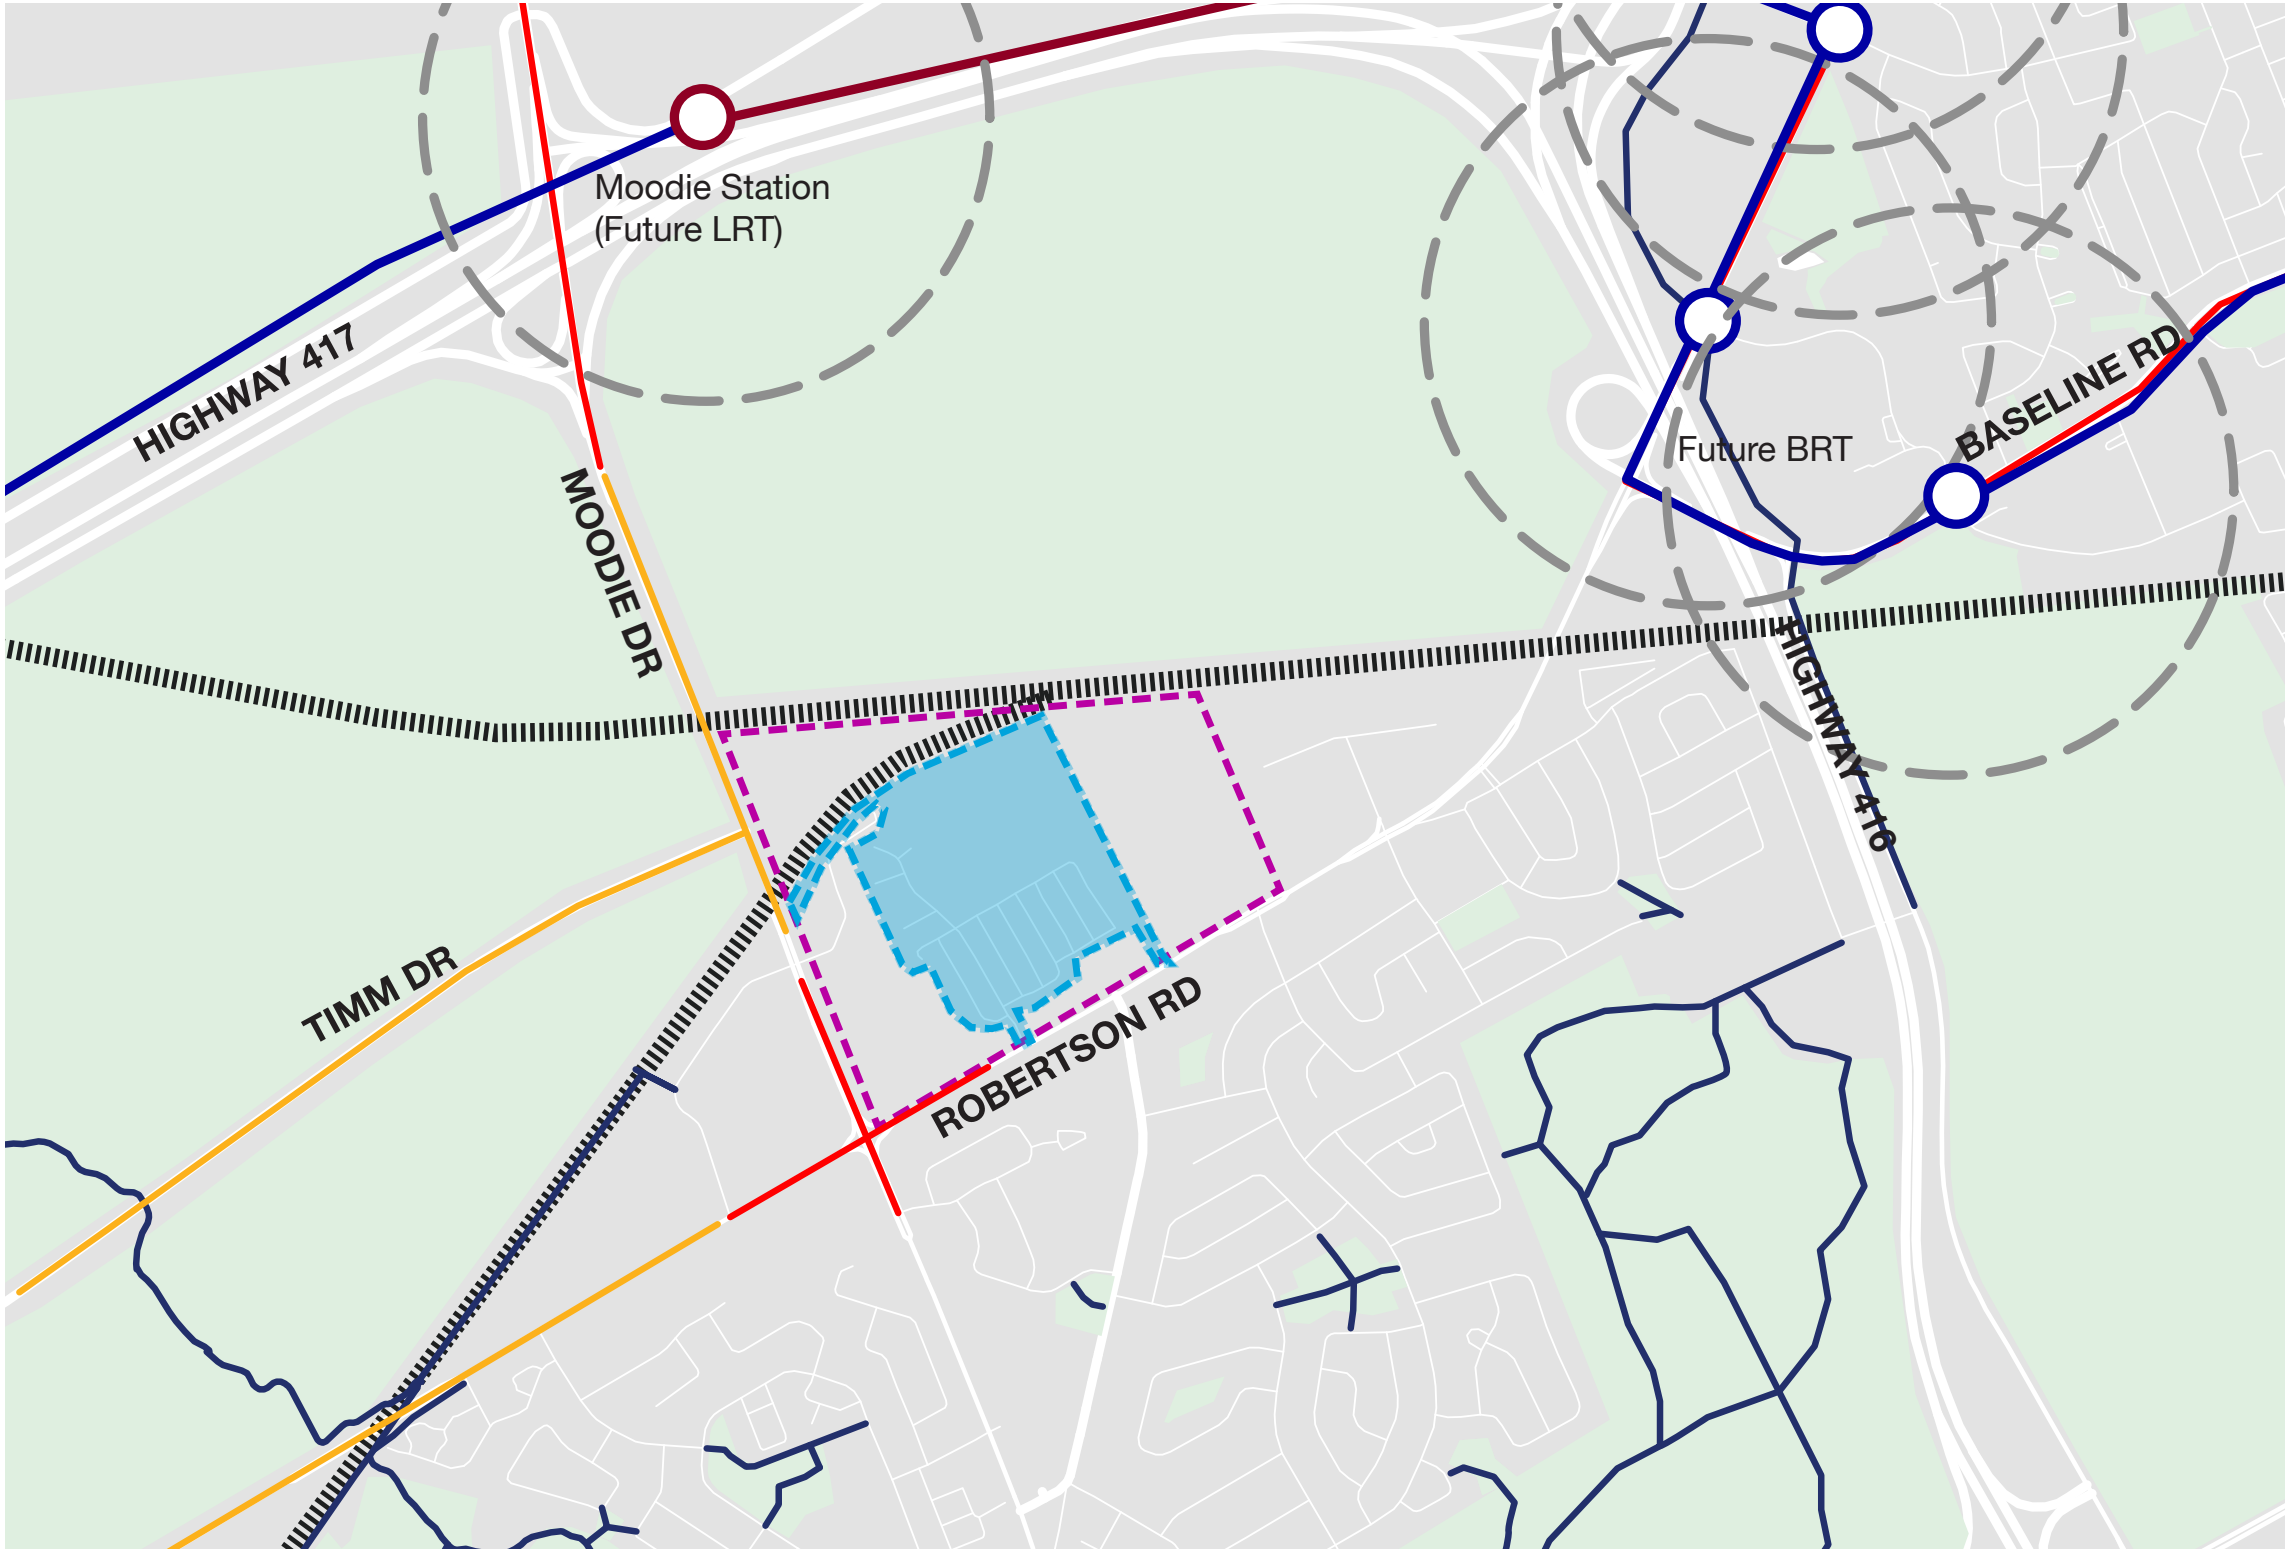 Moodie Station
(Future LRT)
HIGHWAY 417
BASELINE RD
Future BRT
MOODIE DR
HIGHWAY 416
TIMM DR
ROBERTSON RD